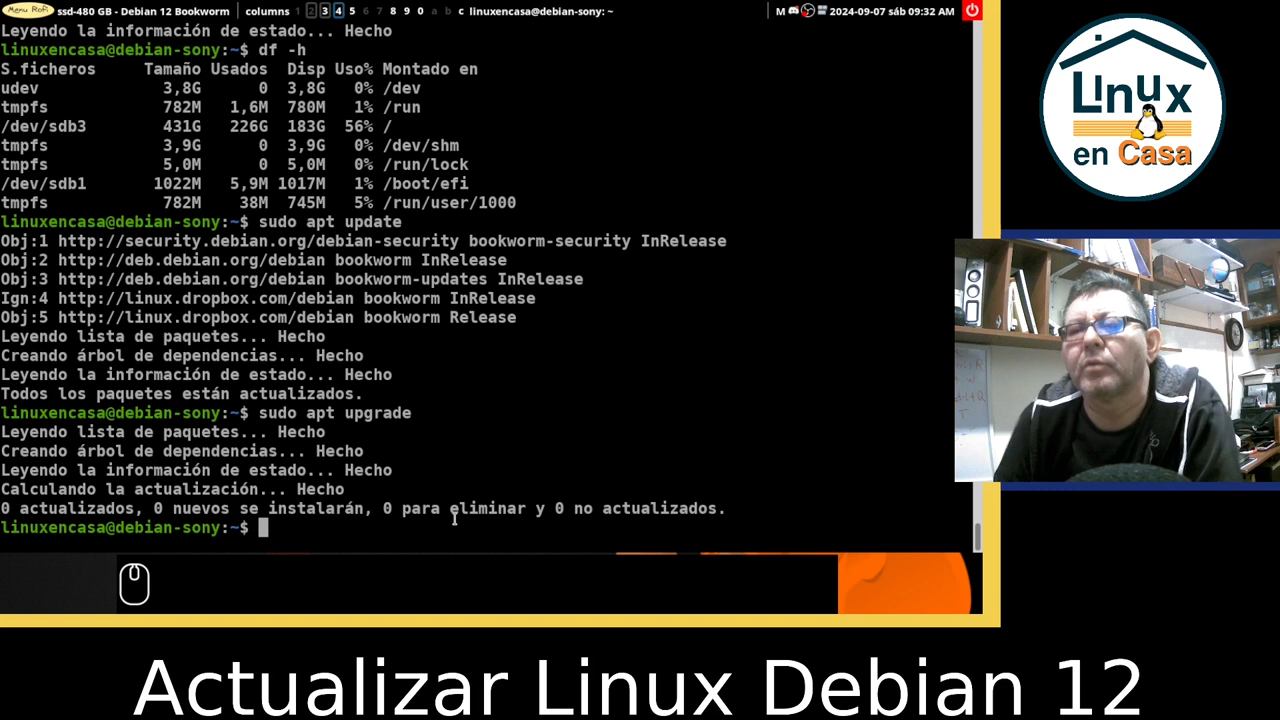 Menu Rofi ssd-480 GB - Debian 12 Bookworm columns 1 2 3 4 5 6 7 8 9 0 a b c linuxencasa@debian-sony: ~ M 2024-09-07 sáb 09:32 AM
Leyendo la información de estado... Hecho
linuxencasa@debian-sony:~$ df -h
S.ficheros Tamaño Usados Disp Uso% Montado en
udev 3,8G 0 3,8G 0% /dev
tmpfs 782M 1,6M 780M 1% /run
/dev/sdb3 431G 226G 183G 56% /
tmpfs 3,9G 0 3,9G 0% /dev/shm
tmpfs 5,0M 0 5,0M 0% /run/lock
/dev/sdb1 1022M 5,9M 1017M 1% /boot/efi
tmpfs 782M 38M 745M 5% /run/user/1000
linuxencasa@debian-sony:~$ sudo apt update
Obj:1 http://security.debian.org/debian-security bookworm-security InRelease
Obj:2 http://deb.debian.org/debian bookworm InRelease
Obj:3 http://deb.debian.org/debian bookworm-updates InRelease
Ign:4 http://linux.dropbox.com/debian bookworm InRelease
Obj:5 http://linux.dropbox.com/debian bookworm Release
Leyendo lista de paquetes... Hecho
Creando árbol de dependencias... Hecho
Leyendo la información de estado... Hecho
Todos los paquetes están actualizados.
linuxencasa@debian-sony:~$ sudo apt upgrade
Leyendo lista de paquetes... Hecho
Creando árbol de dependencias... Hecho
Leyendo la información de estado... Hecho
Calculando la actualización... Hecho
0 actualizados, 0 nuevos se instalarán, 0 para eliminar y 0 no actualizados.
linuxencasa@debian-sony:~$
Linux
en Casa
Actualizar Linux Debian 12